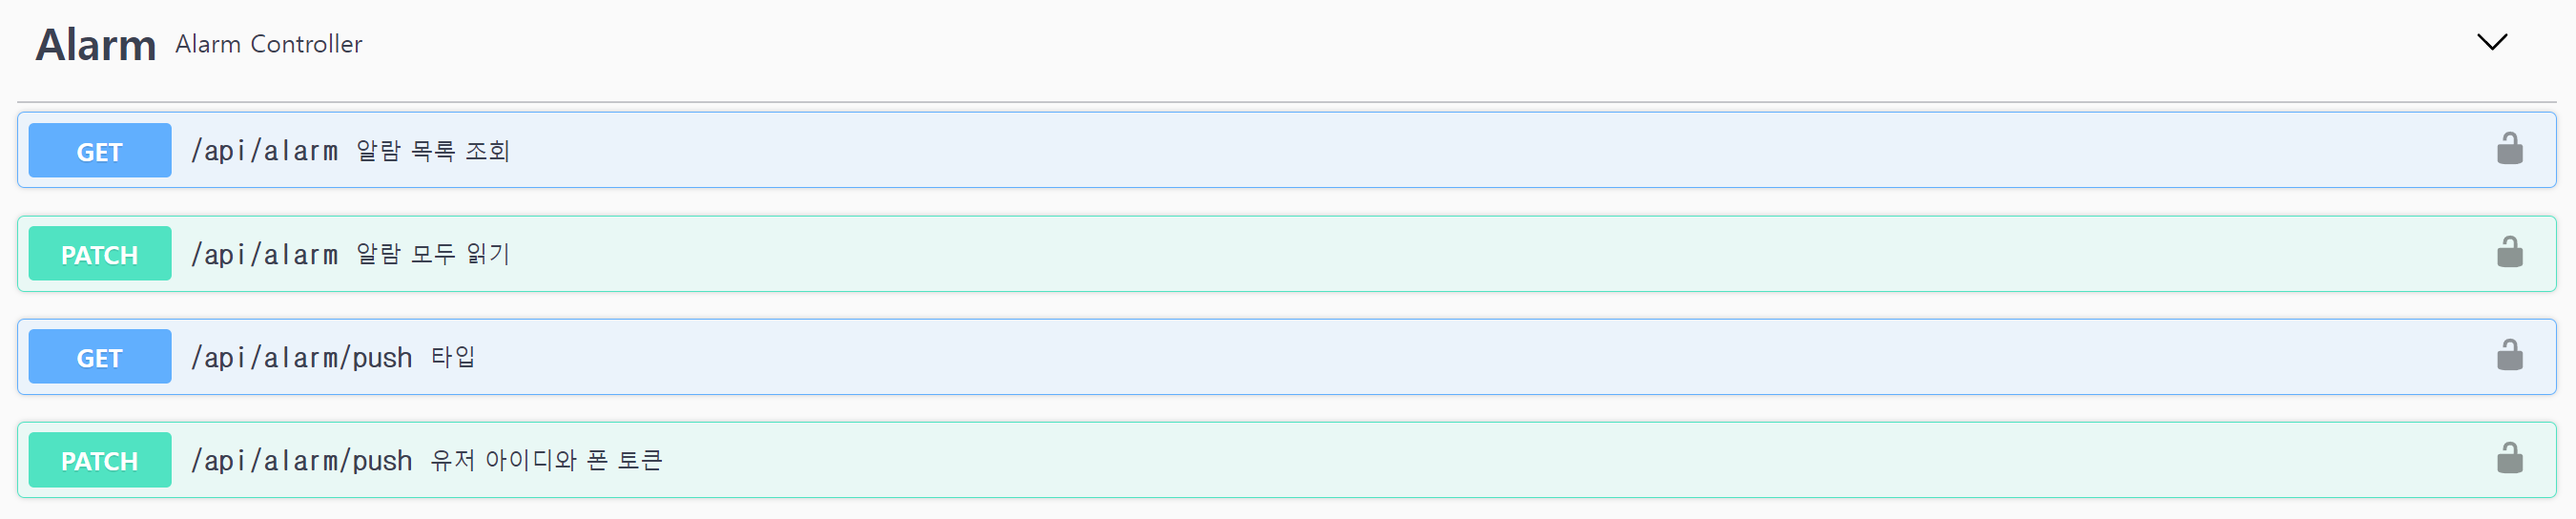 Alarm Alarm Controller
GET /api/alarm 알람 목록 조회
PATCH /api/alarm 알람 모두 읽기
GET /api/alarm/push 타입
PATCH /api/alarm/push 유저 아이디와 폰 토큰